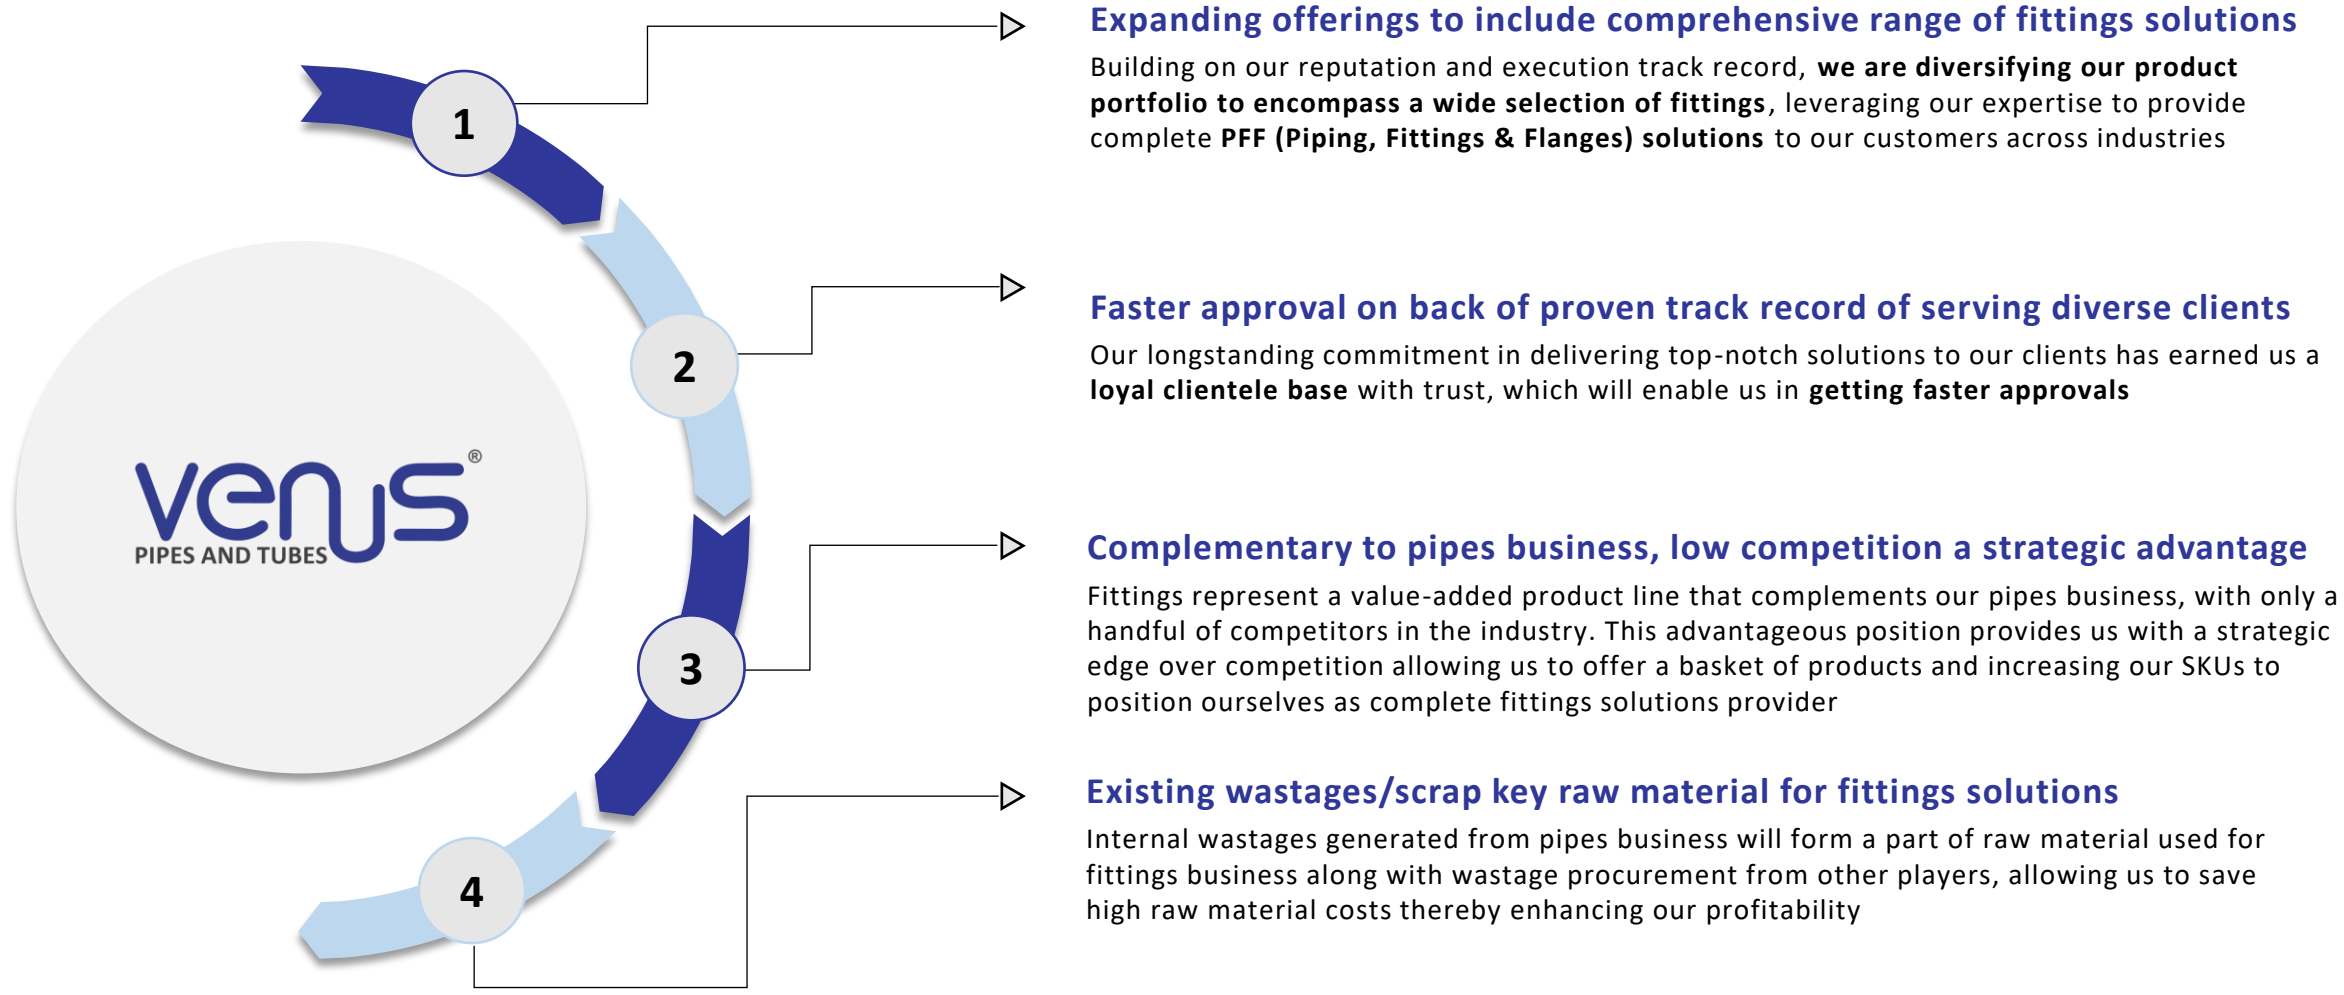 venus®
PIPES AND TUBES
1
Expanding offerings to include comprehensive range of fittings solutions
Building on our reputation and execution track record, we are diversifying our product
portfolio to encompass a wide selection of fittings, leveraging our expertise to provide
complete PFF (Piping, Fittings & Flanges) solutions to our customers across industries
2
Faster approval on back of proven track record of serving diverse clients
Our longstanding commitment in delivering top-notch solutions to our clients has earned us a
loyal clientele base with trust, which will enable us in getting faster approvals
3
Complementary to pipes business, low competition a strategic advantage
Fittings represent a value-added product line that complements our pipes business, with only a
handful of competitors in the industry. This advantageous position provides us with a strategic
edge over competition allowing us to offer a basket of products and increasing our SKUs to
position ourselves as complete fittings solutions provider
4
Existing wastages/scrap key raw material for fittings solutions
Internal wastages generated from pipes business will form a part of raw material used for
fittings business along with wastage procurement from other players, allowing us to save
high raw material costs thereby enhancing our profitability